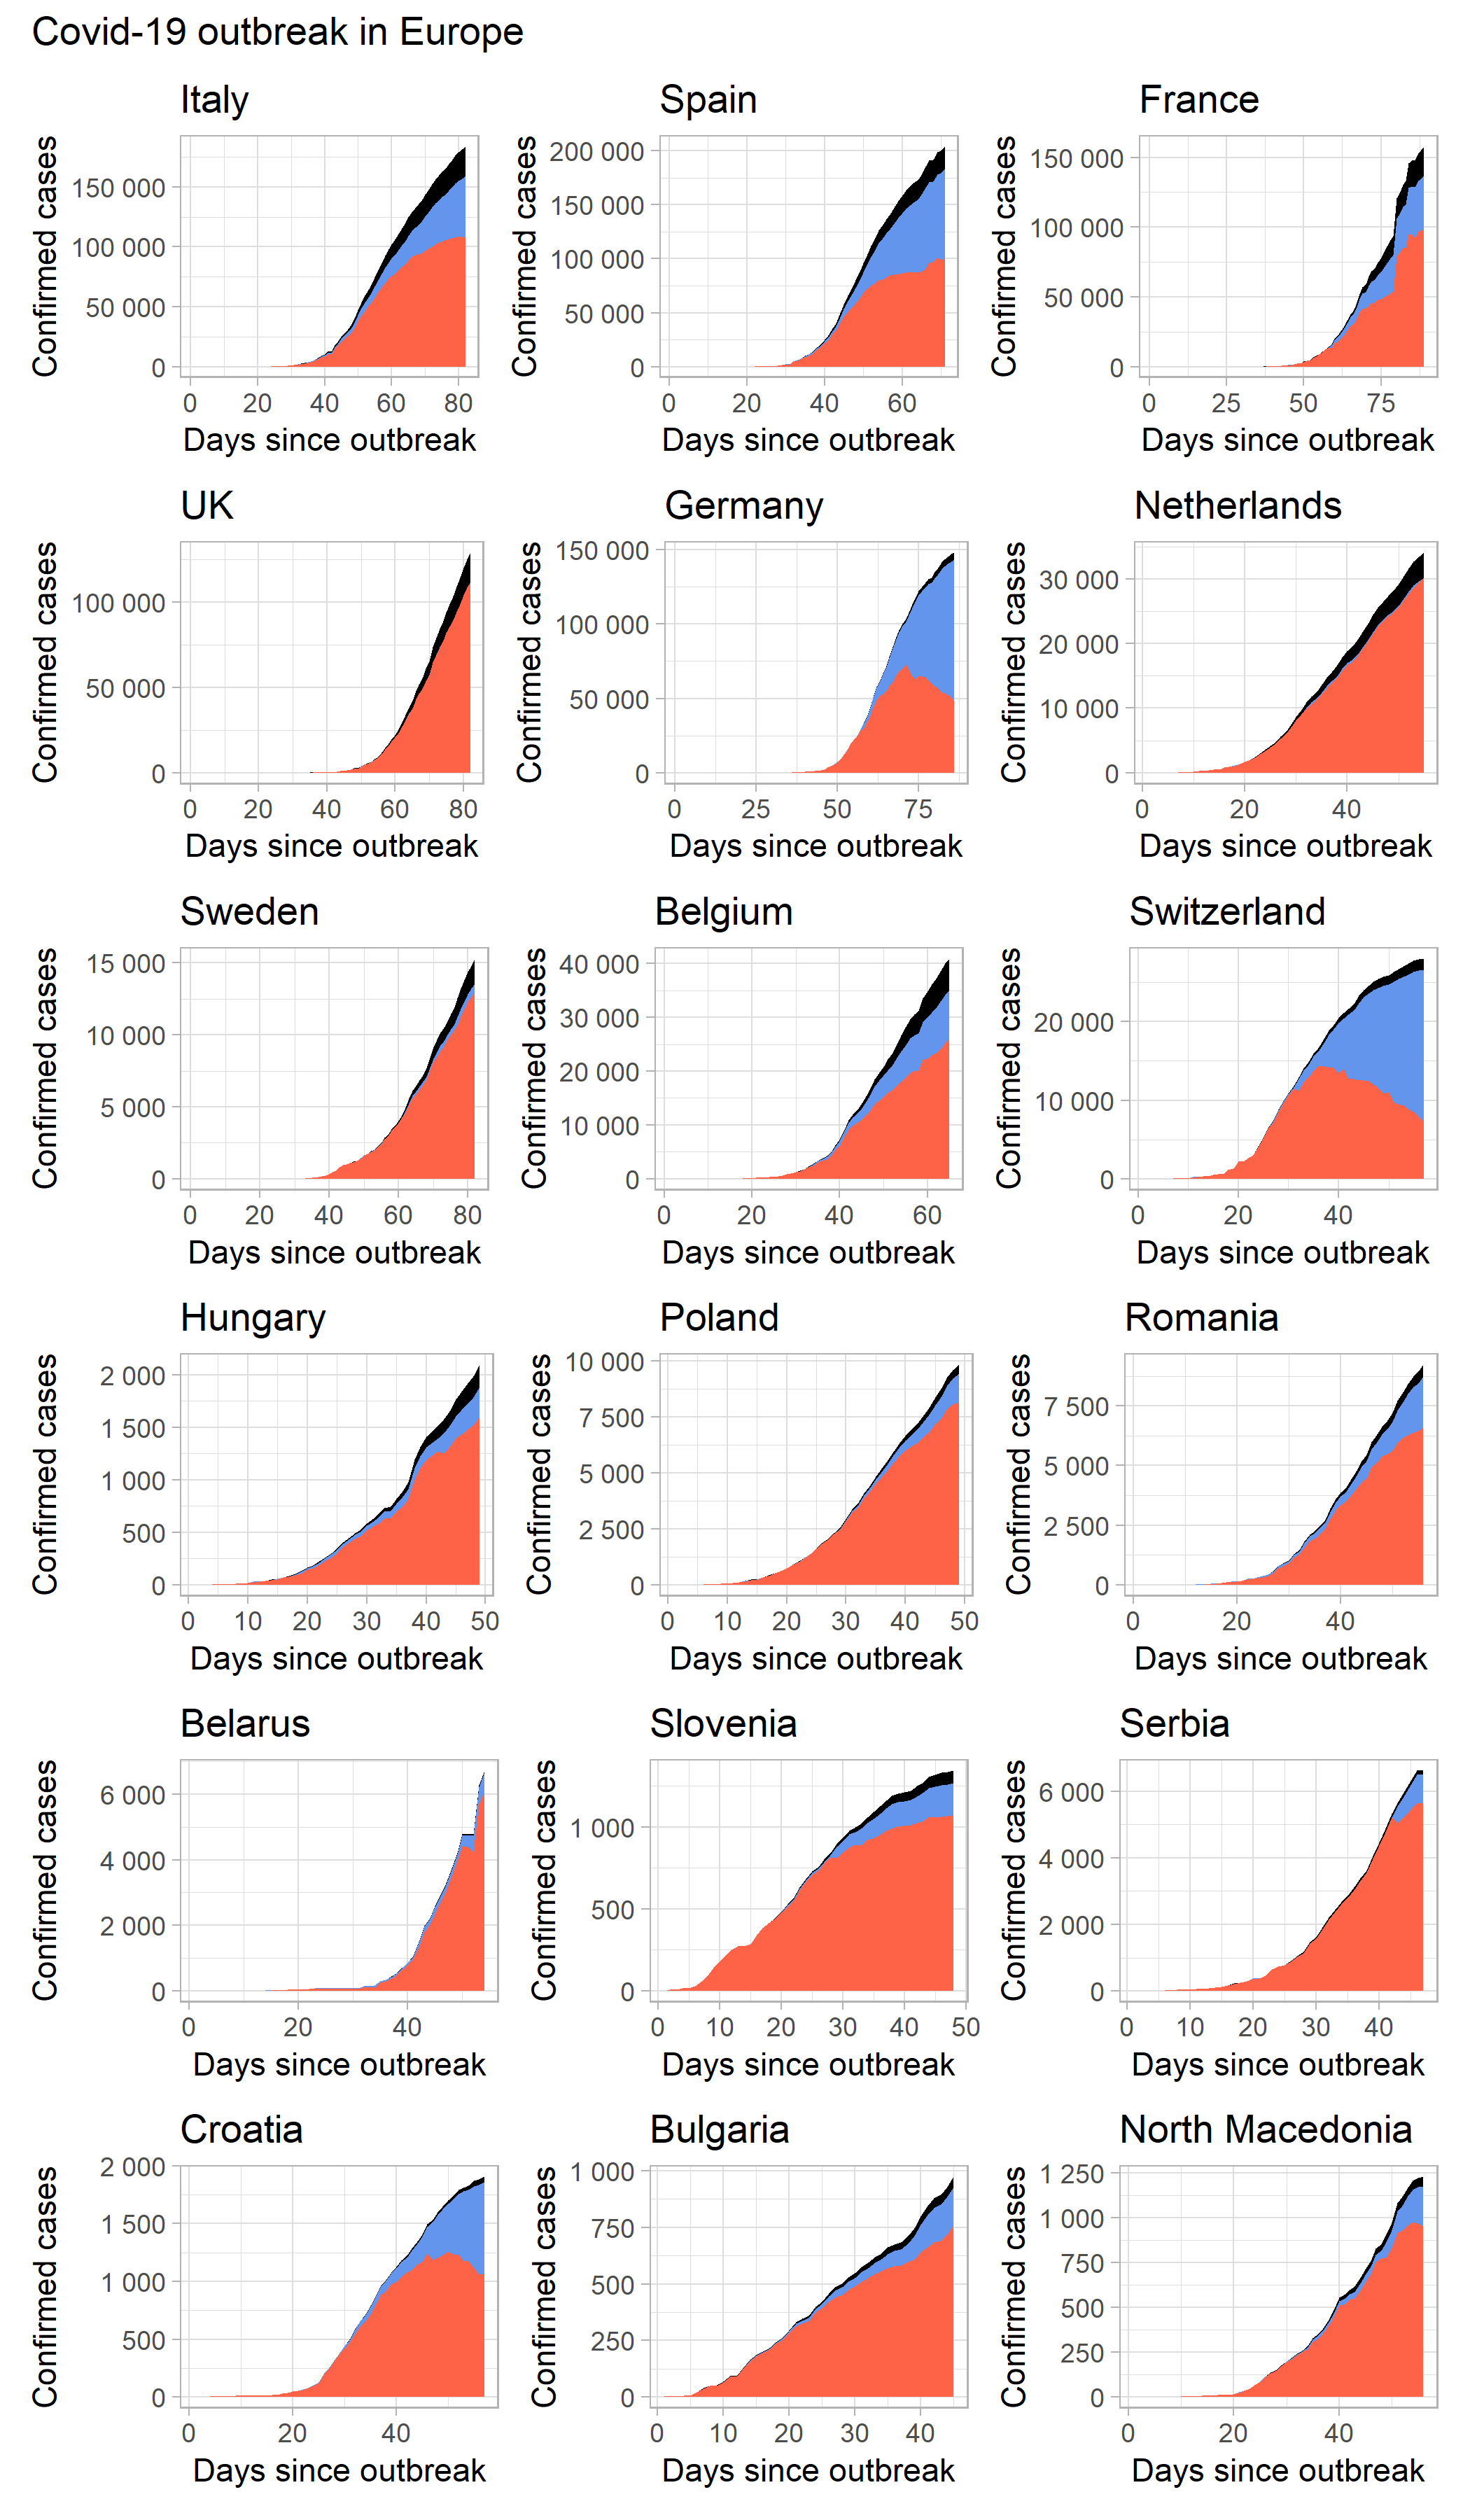 Covid-19 outbreak in Europe
Italy
Confirmed cases
150 000
100 000
50 000
0
0 20 40 60 80
Days since outbreak
Spain
Confirmed cases
200 000
150 000
100 000
50 000
0
0 20 40 60
Days since outbreak
France
Confirmed cases
150 000
100 000
50 000
0
0 25 50 75
Days since outbreak
UK
Confirmed cases
100 000
50 000
0
0 20 40 60 80
Days since outbreak
Germany
Confirmed cases
150 000
100 000
50 000
0
0 25 50 75
Days since outbreak
Netherlands
Confirmed cases
30 000
20 000
10 000
0
0 20 40
Days since outbreak
Sweden
Confirmed cases
15 000
10 000
5 000
0
0 20 40 60 80
Days since outbreak
Belgium
Confirmed cases
40 000
30 000
20 000
10 000
0
0 20 40 60
Days since outbreak
Switzerland
Confirmed cases
20 000
10 000
0
0 20 40
Days since outbreak
Hungary
Confirmed cases
2 000
1 500
1 000
500
0
0 10 20 30 40 50
Days since outbreak
Poland
Confirmed cases
10 000
7 500
5 000
2 500
0
0 10 20 30 40 50
Days since outbreak
Romania
Confirmed cases
7 500
5 000
2 500
0
0 20 40
Days since outbreak
Belarus
Confirmed cases
6 000
4 000
2 000
0
0 20 40
Days since outbreak
Slovenia
Confirmed cases
1 000
500
0
0 10 20 30 40 50
Days since outbreak
Serbia
Confirmed cases
6 000
4 000
2 000
0
0 10 20 30 40
Days since outbreak
Croatia
Confirmed cases
2 000
1 500
1 000
500
0
0 20 40
Days since outbreak
Bulgaria
Confirmed cases
1 000
750
500
250
0
0 10 20 30 40
Days since outbreak
North Macedonia
Confirmed cases
1 250
1 000
750
500
250
0
0 20 40
Days since outbreak